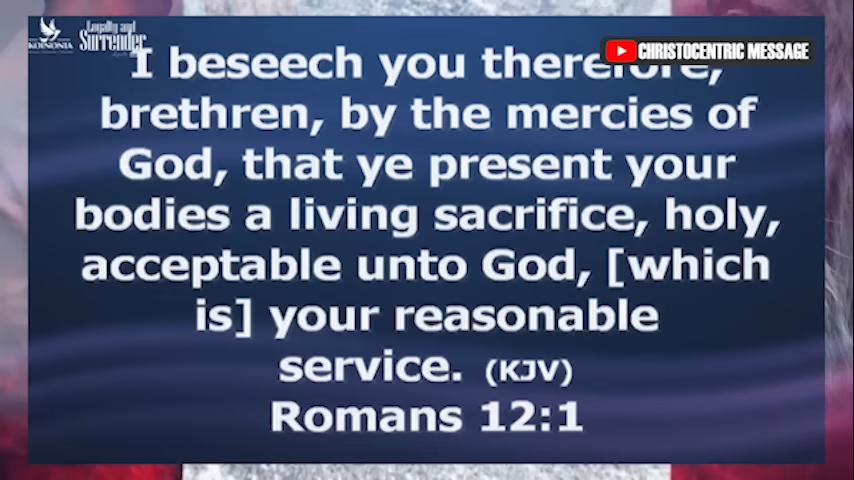 KOINONIA
Loyalty and
Surrender
CHRISTOCENTRIC MESSAGE
I beseech you therefore,
brethren, by the mercies of
God, that ye present your
bodies a living sacrifice, holy,
acceptable unto God, [which
is] your reasonable
service. (KJV)
Romans 12:1